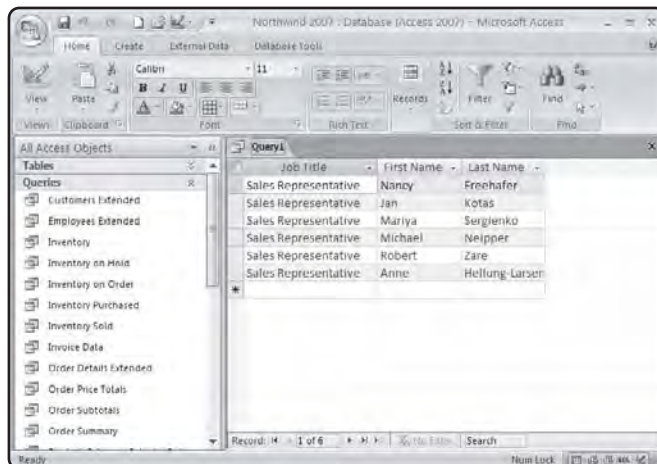 Northwind 2007 : Database (Access 2007) - Microsoft Access
Home Create External Data Database Tools
View
Paste
Calibri 11
B I U
Records
Filter
Find
Views Clipboard Font Rich Text Sort & Filter Find
All Access Objects
Tables
Queries
Customers Extended
Employees Extended
Inventory
Inventory on Hold
Inventory on Order
Inventory Purchased
Inventory Sold
Invoice Data
Order Details Extended
Order Price Totals
Order Subtotals
Order Summary
Query1
Job Title First Name Last Name
Sales Representative Nancy Freehafer
Sales Representative Jan Kotas
Sales Representative Mariya Sergienko
Sales Representative Michael Neipper
Sales Representative Robert Zare
Sales Representative Anne Hellung-Larsen
Record: 1 of 6 No Filter Search
Ready Num Lock